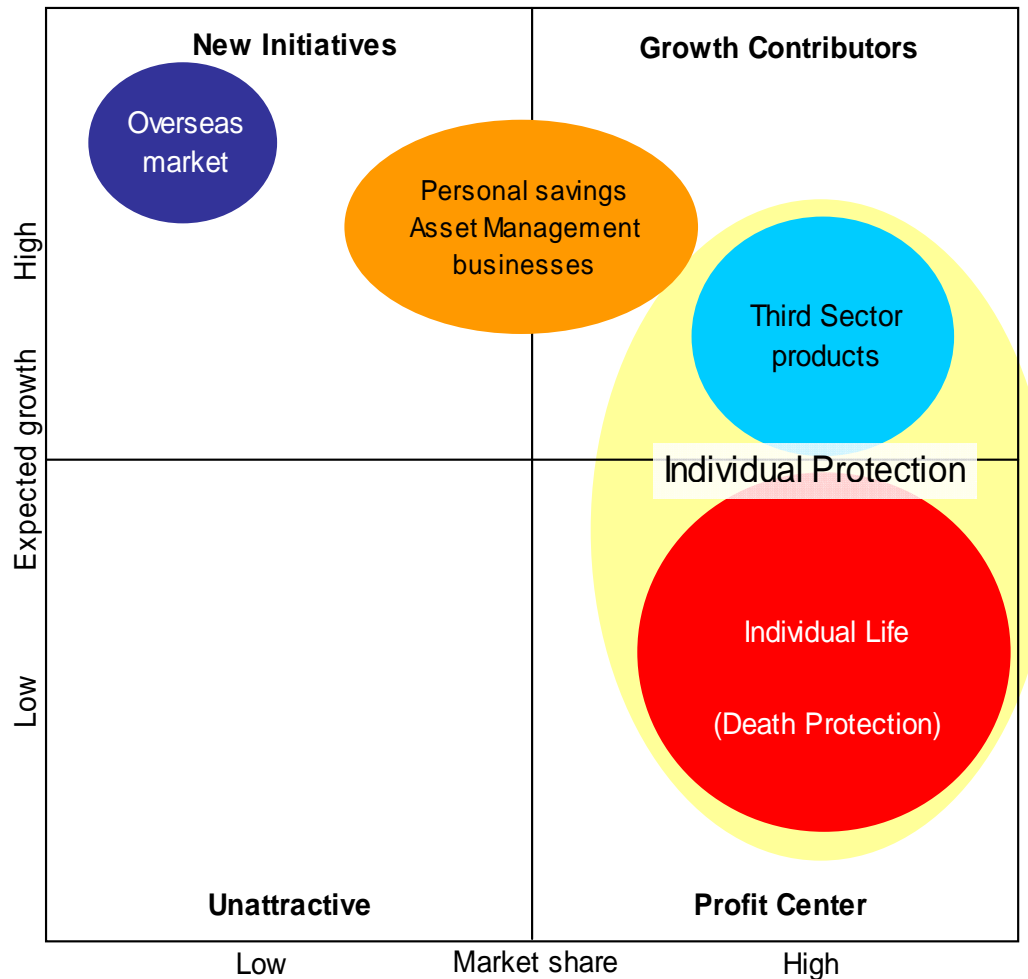 New Initiatives
Growth Contributors
Overseas
market
Personal savings
Asset Management
businesses
Third Sector
products
Individual Protection
Individual Life
(Death Protection)
Unattractive
Profit Center
High
Expected growth
Low
Low
Market share
High